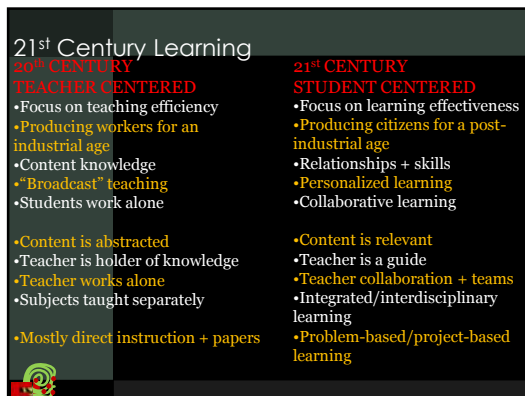 21st Century Learning
20th CENTURY
TEACHER CENTERED
•Focus on teaching efficiency
•Producing workers for an
industrial age
•Content knowledge
•“Broadcast” teaching
•Students work alone
•Content is abstracted
•Teacher is holder of knowledge
•Teacher works alone
•Subjects taught separately
•Mostly direct instruction + papers
21st CENTURY
STUDENT CENTERED
•Focus on learning effectiveness
•Producing citizens for a post-
industrial age
•Relationships + skills
•Personalized learning
•Collaborative learning
•Content is relevant
•Teacher is a guide
•Teacher collaboration + teams
•Integrated/interdisciplinary
learning
•Problem-based/project-based
learning